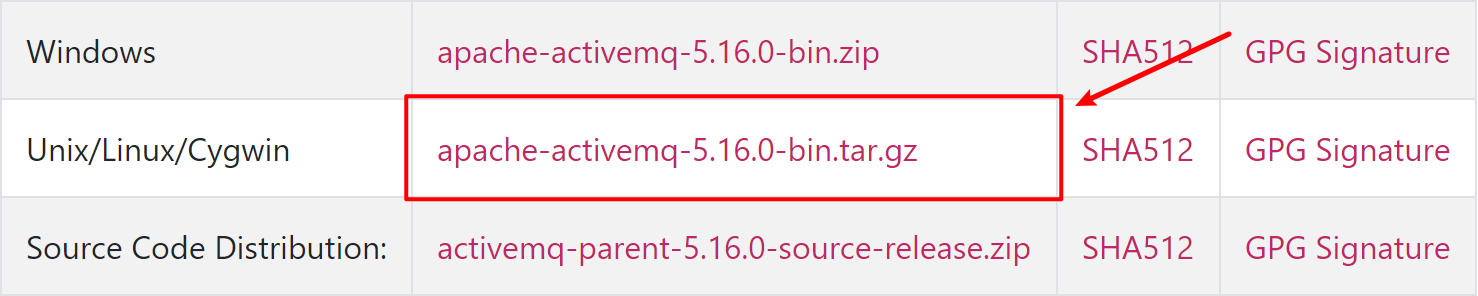 Windows apache-activemq-5.16.0-bin.zip SHA512 GPG Signature
Unix/Linux/Cygwin apache-activemq-5.16.0-bin.tar.gz SHA512 GPG Signature
Source Code Distribution: activemq-parent-5.16.0-source-release.zip SHA512 GPG Signature